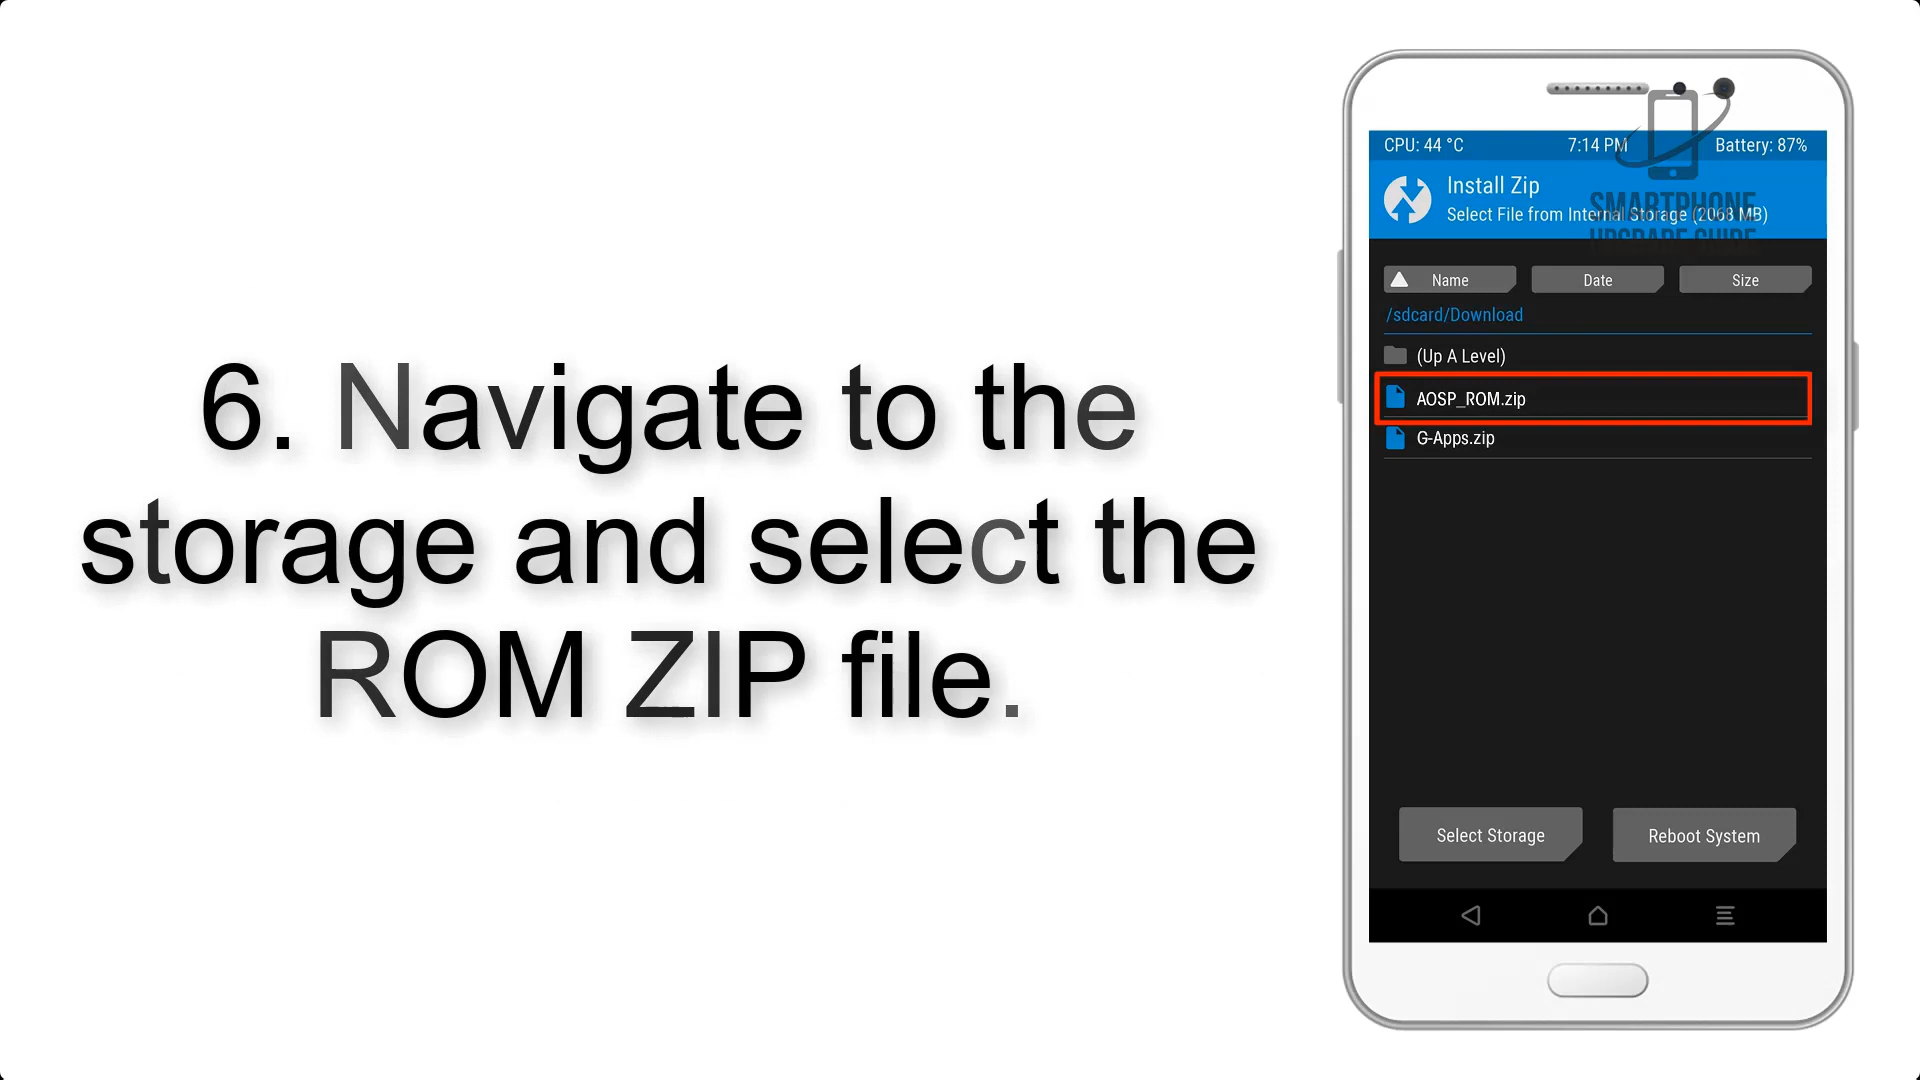 6. Navigate to the
storage and select the
ROM ZIP file.
CPU: 44 °C 7:14 PM Battery: 87%
Install Zip
Select File from Internal Storage (2068 MB)
SMARTPHONE
UPGRADE GUIDE
Name Date Size
/sdcard/Download
(Up A Level)
AOSP_ROM.zip
G-Apps.zip
Select Storage Reboot System